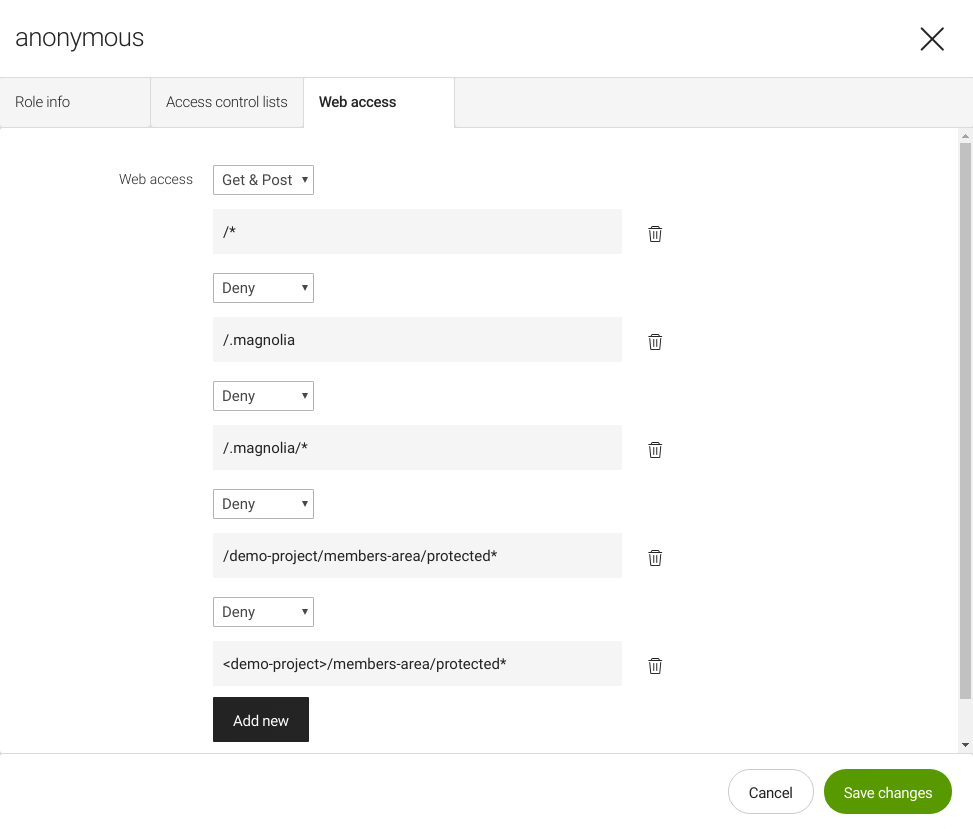 anonymous
Role info
Access control lists
Web access
Web access
Get & Post
/*
Deny
/.magnolia
Deny
/.magnolia/*
Deny
/demo-project/members-area/protected*
Deny
<demo-project>/members-area/protected*
Add new
Cancel
Save changes